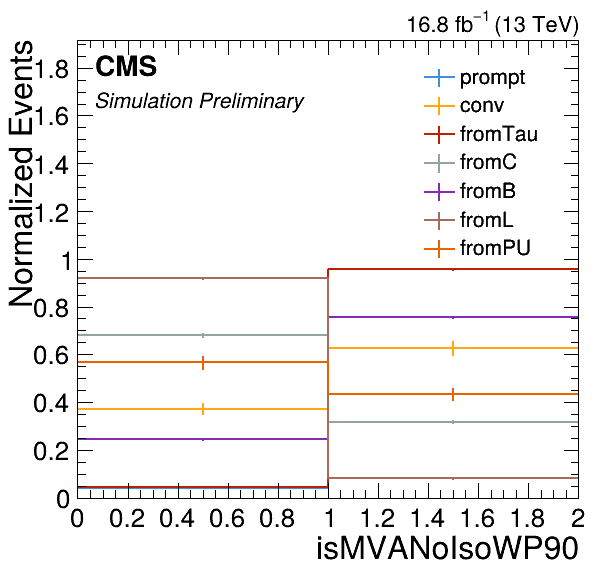 16.8 fb⁻¹ (13 TeV)
CMS
Simulation Preliminary
prompt
conv
fromTau
fromC
fromB
fromL
fromPU
Normalized Events
1.8
1.6
1.4
1.2
1
0.8
0.6
0.4
0.2
0
0 0.2 0.4 0.6 0.8 1 1.2 1.4 1.6 1.8 2
isMVANoIsoWP90